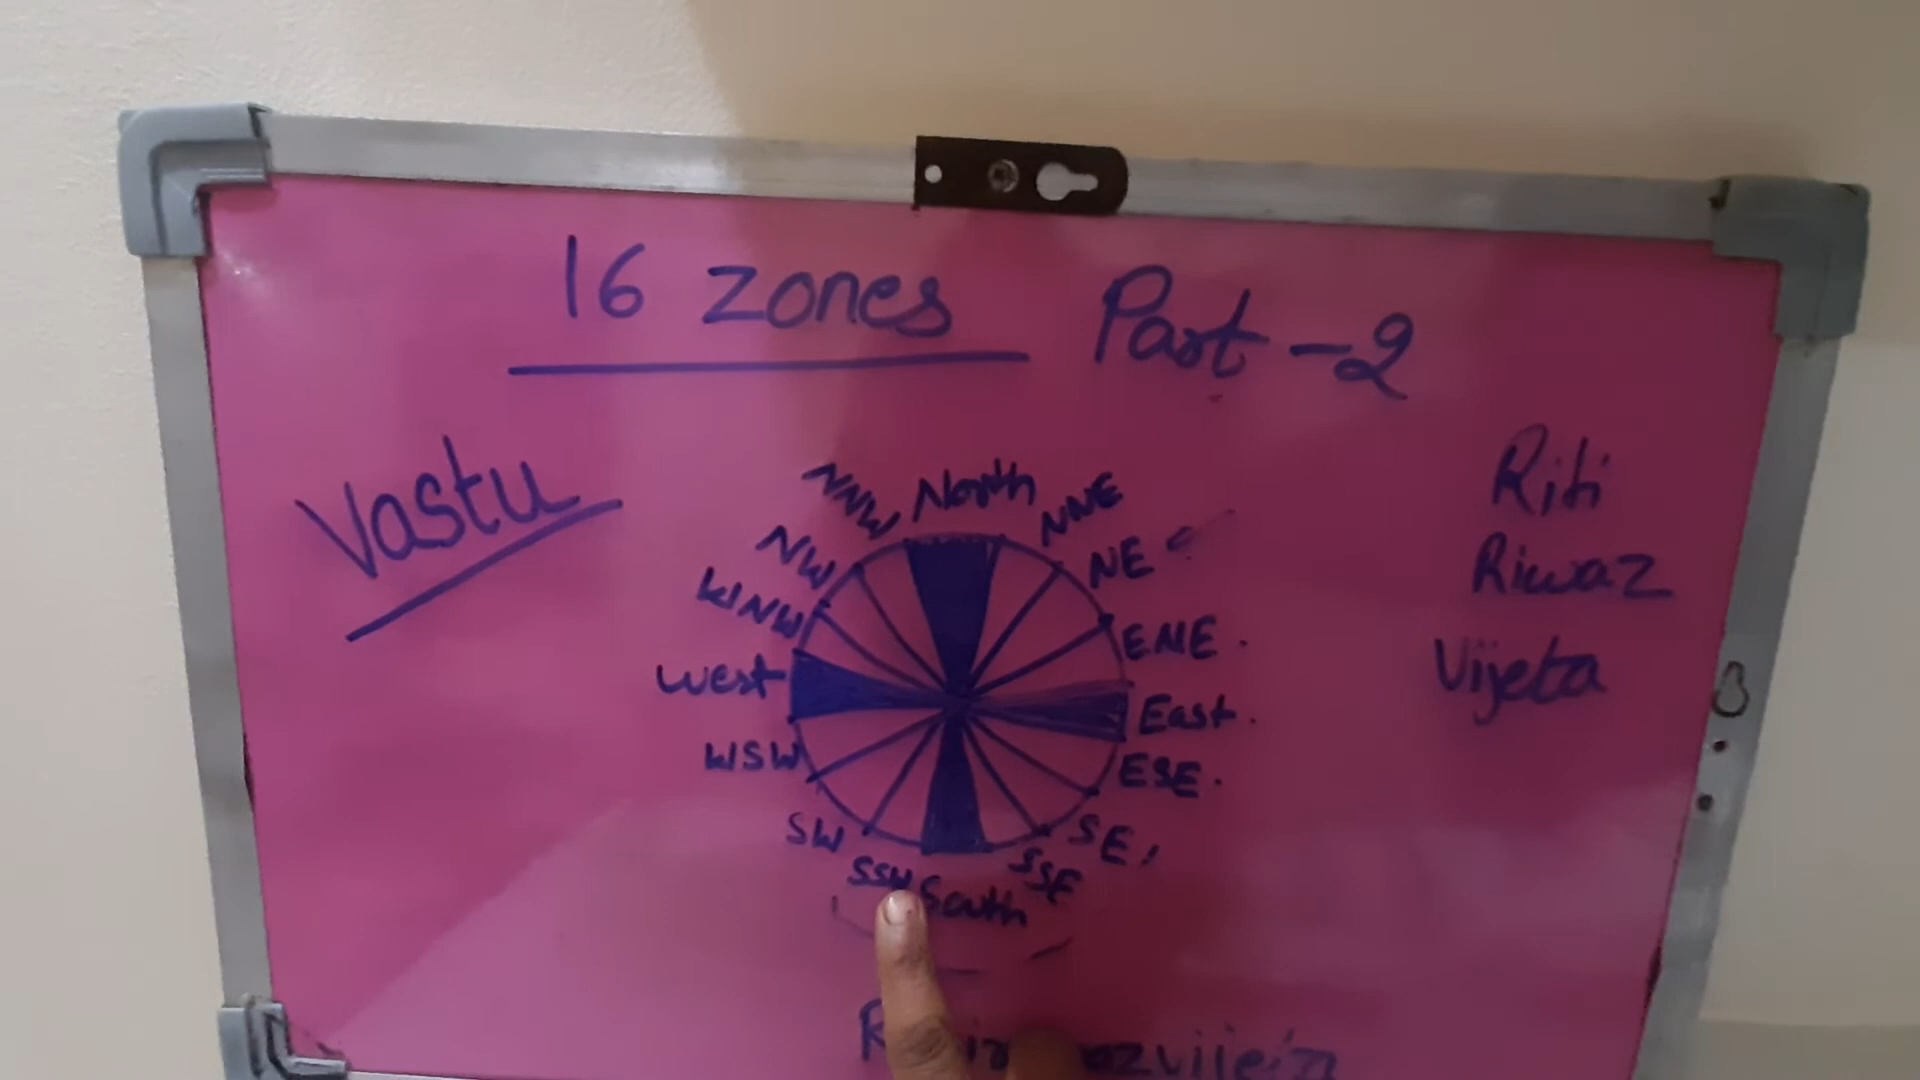 16 zones Part-2
Vastu
NNW North NNE
NW NE
WNW ENE.
West East.
WSW ESE.
SW SE,
SSW South SSE
Riti
Riwaz
Vijeta